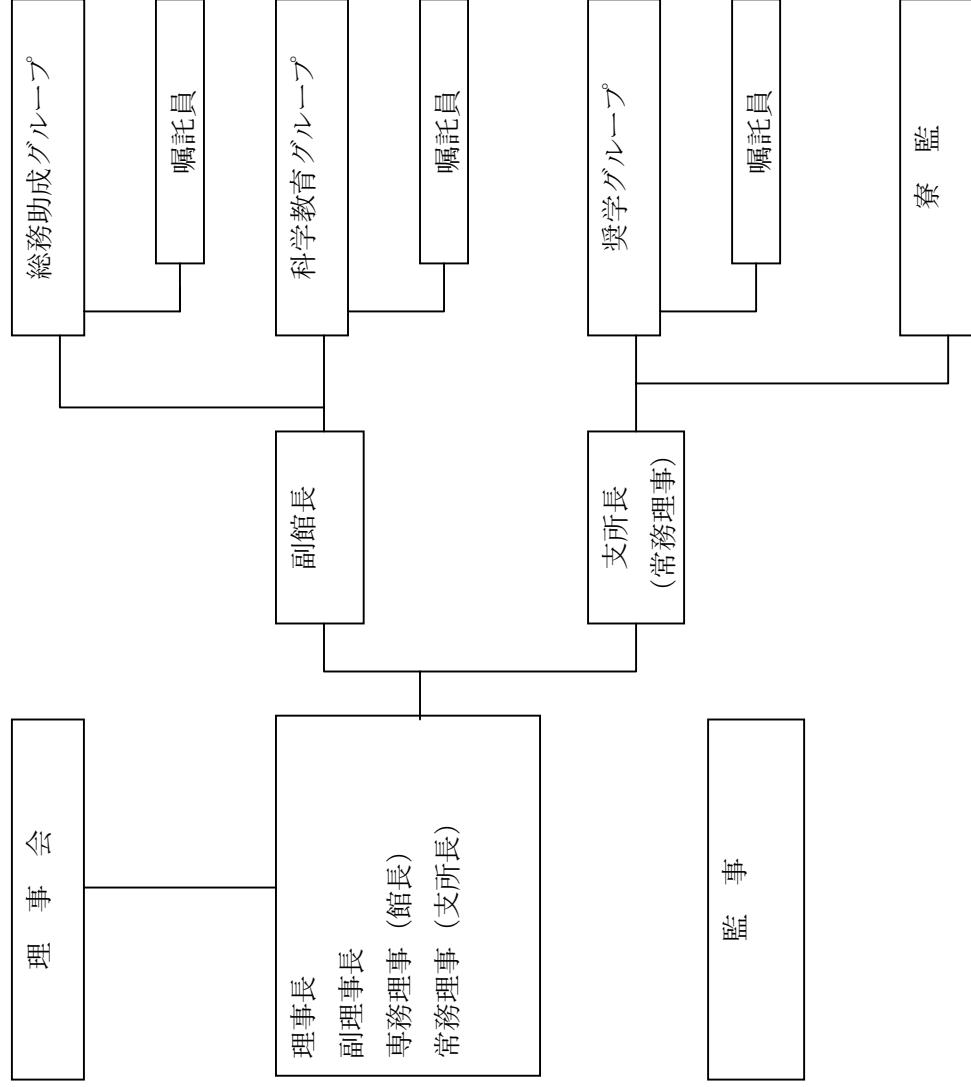 理 事 会
理事長
副理事長
専務理事 (館長)
常務理事 (支所長)
監 事
副館長
支所長
(常務理事)
総務助成グループ
嘱託員
科学教育グループ
嘱託員
奨学グループ
嘱託員
寮 監